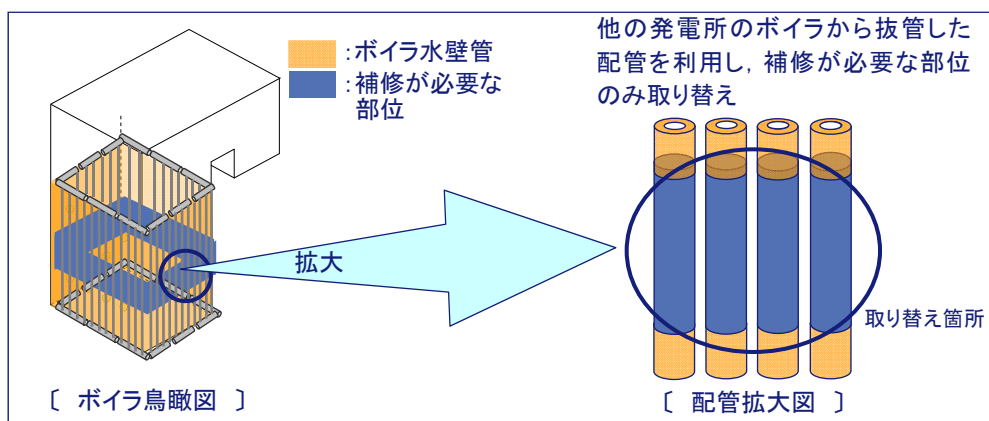 :ボイラ水壁管
:補修が必要な
部位
他の発電所のボイラから抜管した
配管を利用し, 補修が必要な部位
のみ取り替え
拡大
取り替え箇所
〔 ボイラ鳥瞰図 〕
〔 配管拡大図 〕